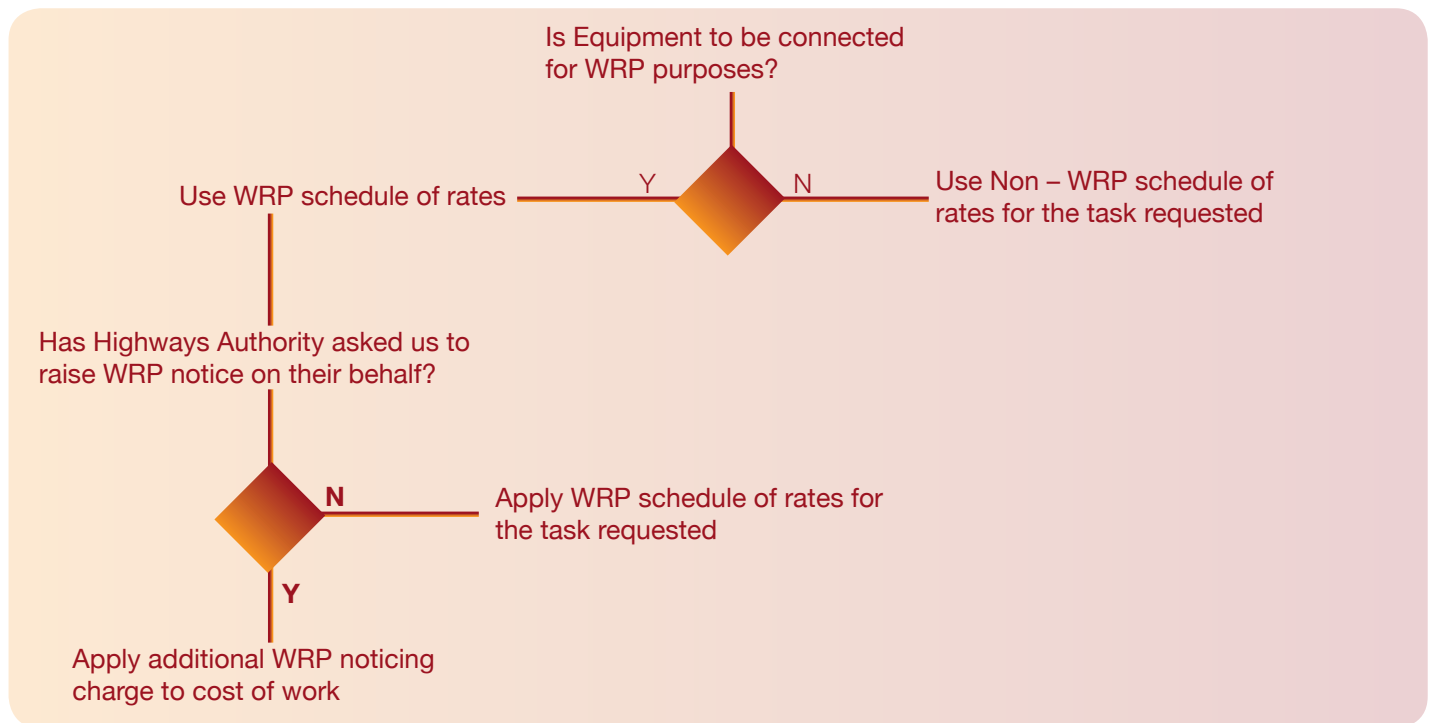 Is Equipment to be connected
for WRP purposes?
Y
N
Use WRP schedule of rates
Use Non – WRP schedule of
rates for the task requested
Has Highways Authority asked us to
raise WRP notice on their behalf?
N
Apply WRP schedule of rates for
the task requested
Y
Apply additional WRP noticing
charge to cost of work